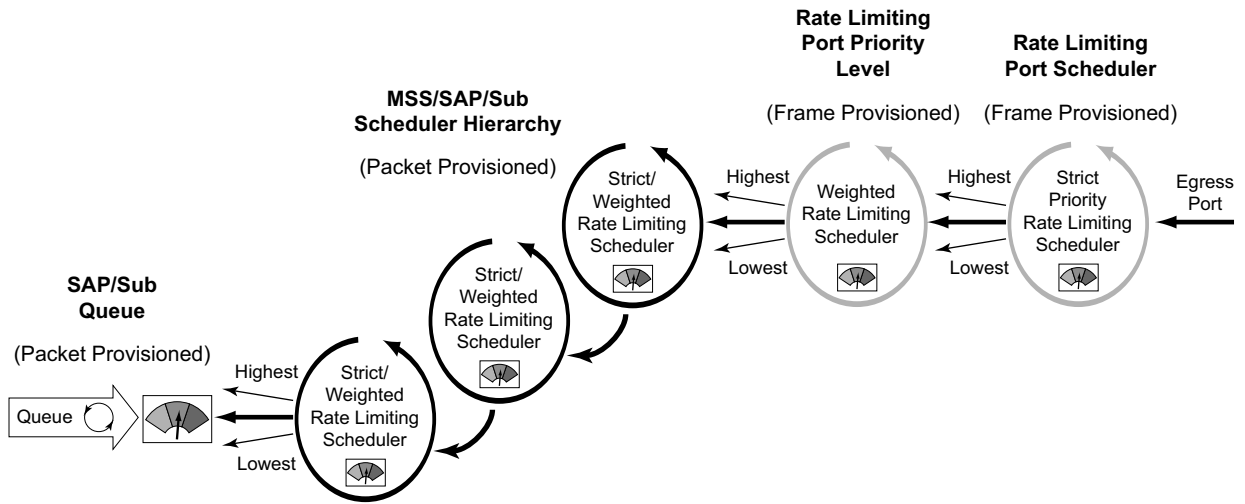 Rate Limiting
Port Priority
Level
(Frame Provisioned)
Rate Limiting
Port Scheduler
(Frame Provisioned)
MSS/SAP/Sub
Scheduler Hierarchy
(Packet Provisioned)
Strict/
Weighted
Rate Limiting
Scheduler
Highest
Lowest
Weighted
Rate Limiting
Scheduler
Highest
Lowest
Strict
Priority
Rate Limiting
Scheduler
Egress
Port
Strict/
Weighted
Rate Limiting
Scheduler
SAP/Sub
Queue
(Packet Provisioned)
Queue
Highest
Lowest
Strict/
Weighted
Rate Limiting
Scheduler